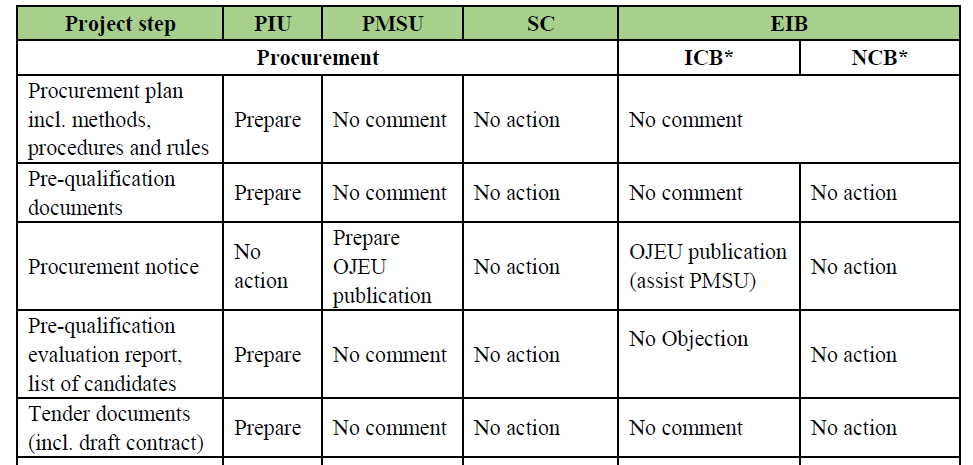 Project step PIU PMSU SC EIB
Procurement ICB* NCB*
Procurement plan
incl. methods,
procedures and rules
Prepare No comment No action No comment
Pre-qualification
documents
Prepare No comment No action No comment No action
Procurement notice
No
action
Prepare
OJEU
publication
No action
OJEU publication
(assist PMSU)
No action
Pre-qualification
evaluation report,
list of candidates
Prepare No comment No action No Objection No action
Tender documents
(incl. draft contract)
Prepare No comment No action No comment No action